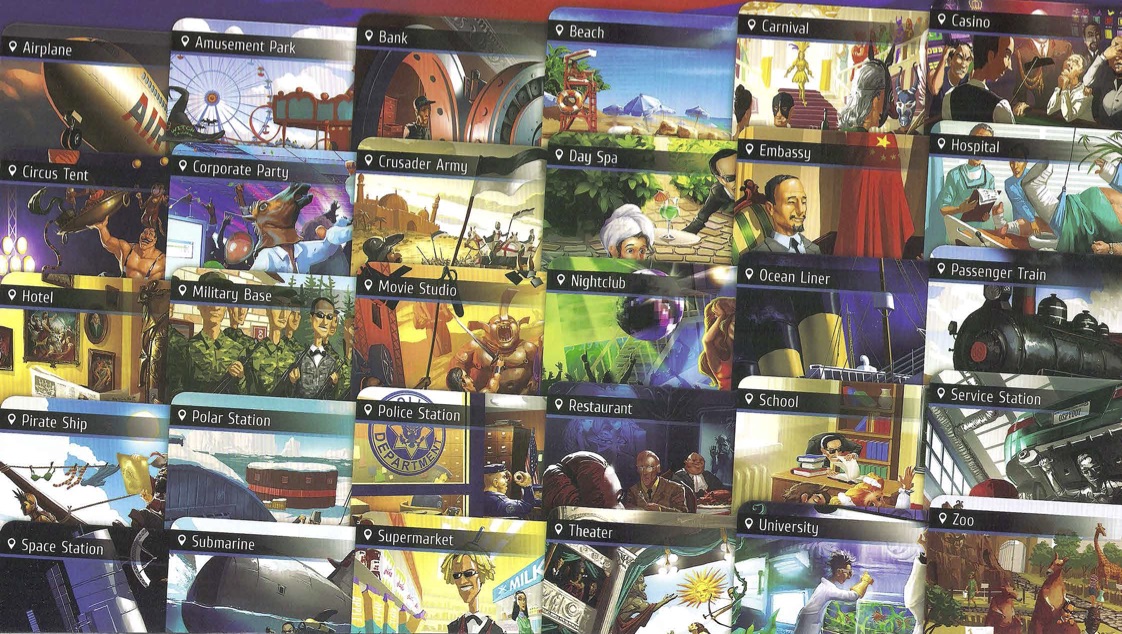 Airplane
Amusement Park
Bank
Beach
Carnival
Casino
AIR
Circus Tent
Corporate Party
Crusader Army
Day Spa
Embassy
Hospital
Hotel
Military Base
Movie Studio
Nightclub
Ocean Liner
Passenger Train
Pirate Ship
Polar Station
Police Station
DEPARTMENT
Restaurant
School
Service Station
Space Station
Submarine
Supermarket
MILK
Theater
University
Zoo